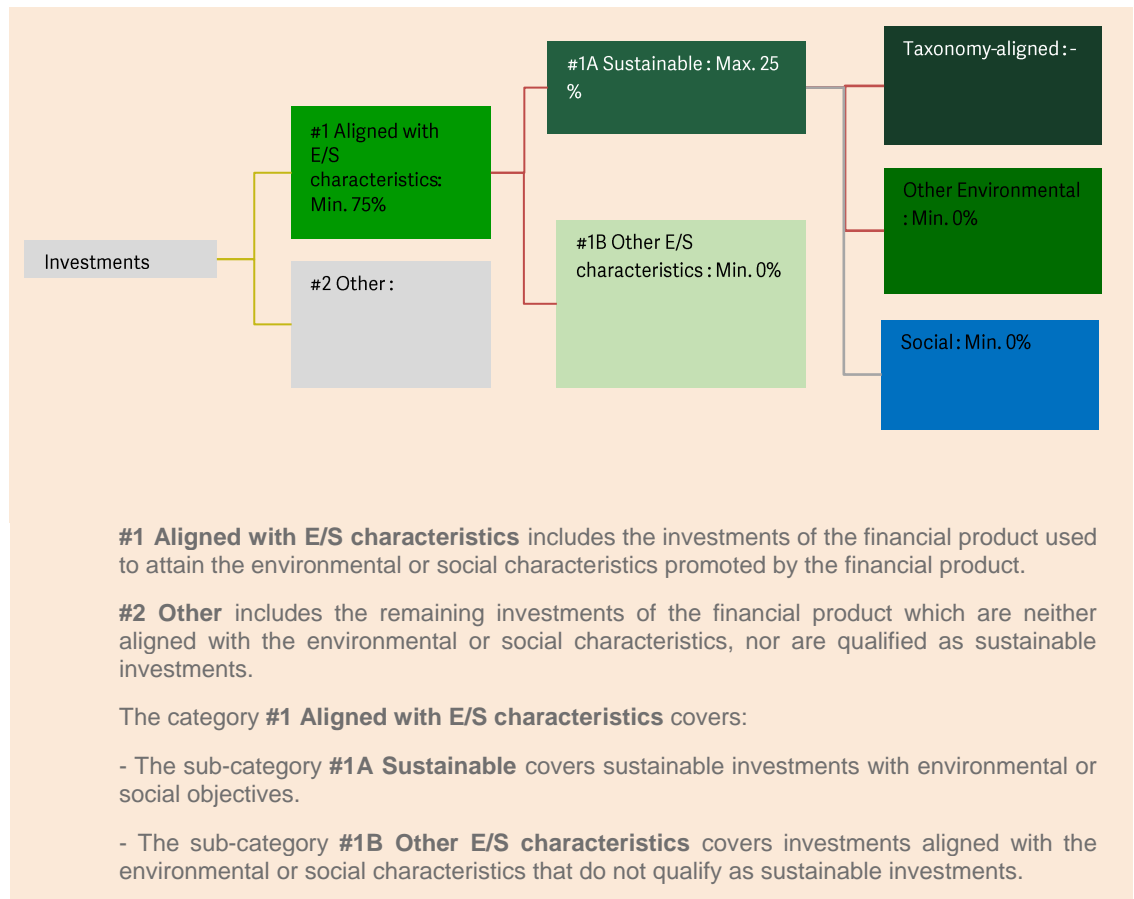 Investments
#1 Aligned with
E/S
characteristics:
Min. 75%
#2 Other :
#1A Sustainable : Max. 25
%
#1B Other E/S
characteristics : Min. 0%
Taxonomy-aligned : -
Other Environmental
: Min. 0%
Social : Min. 0%
#1 Aligned with E/S characteristics includes the investments of the financial product used
to attain the environmental or social characteristics promoted by the financial product.
#2 Other includes the remaining investments of the financial product which are neither
aligned with the environmental or social characteristics, nor are qualified as sustainable
investments.
The category #1 Aligned with E/S characteristics covers:
- The sub-category #1A Sustainable covers sustainable investments with environmental or
social objectives.
- The sub-category #1B Other E/S characteristics covers investments aligned with the
environmental or social characteristics that do not qualify as sustainable investments.